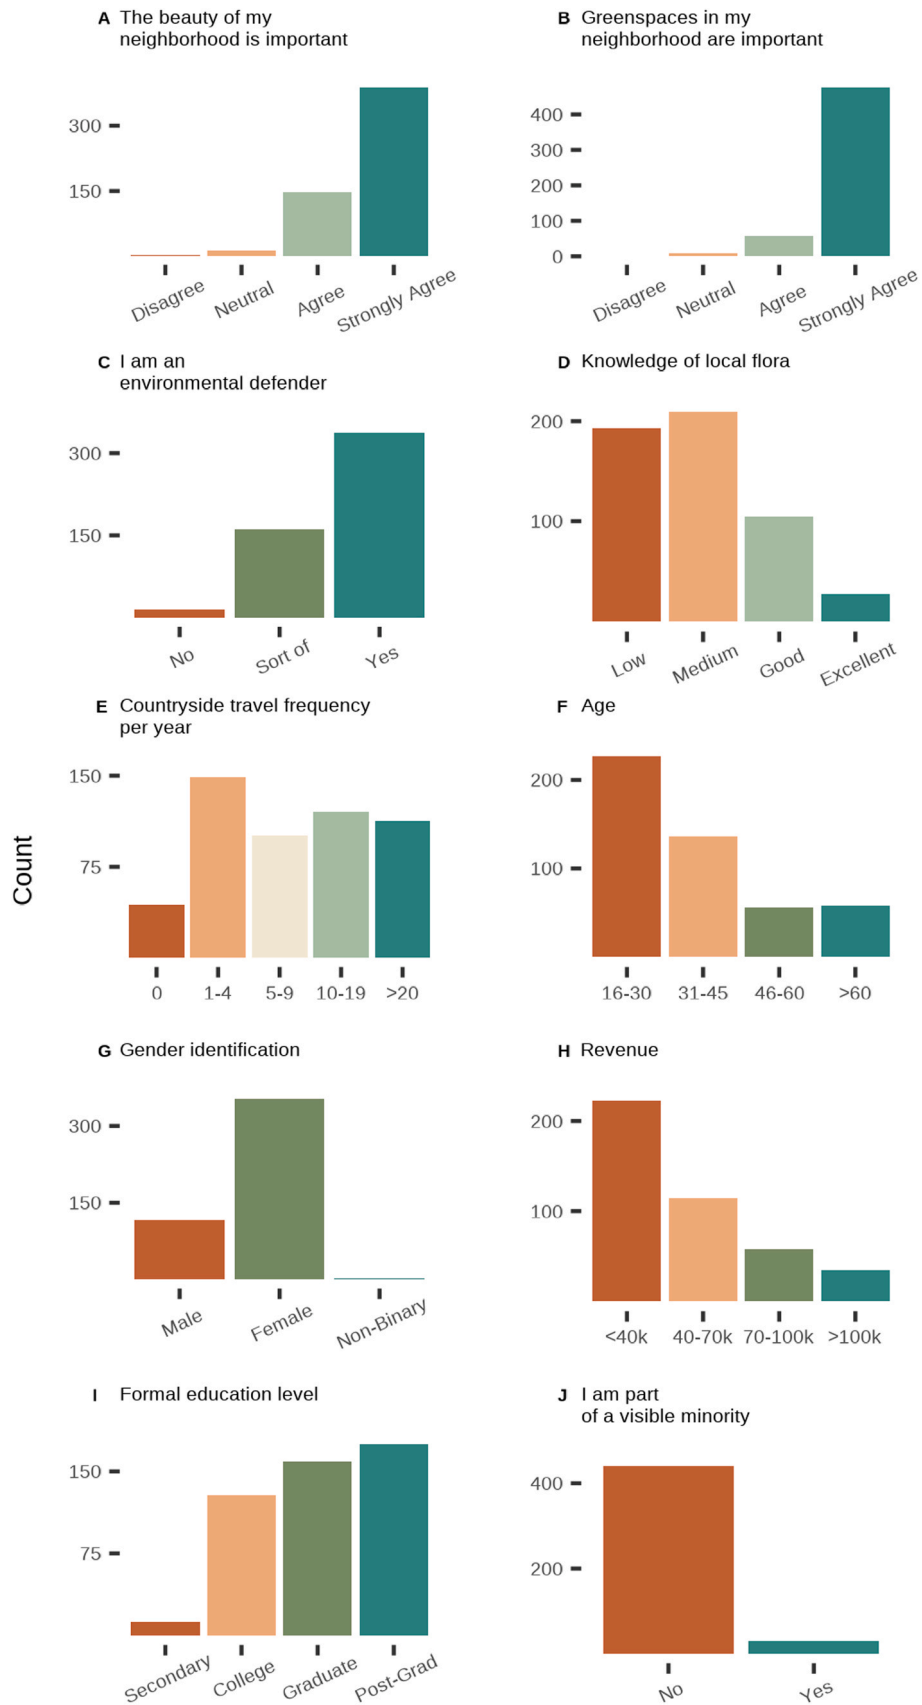 A The beauty of my
neighborhood is important
300
150
Disagree Neutral Agree Strongly Agree
B Greenspaces in my
neighborhood are important
400
300
200
100
0
Disagree Neutral Agree Strongly Agree
C I am an
environmental defender
300
150
No Sort of Yes
D Knowledge of local flora
200
100
Low Medium Good Excellent
E Countryside travel frequency
per year
150
75
0 1-4 5-9 10-19 >20
F Age
200
100
16-30 31-45 46-60 >60
Count
G Gender identification
300
150
Male Female Non-Binary
H Revenue
200
100
<40k 40-70k 70-100k >100k
I Formal education level
150
75
Secondary College Graduate Post-Grad
J I am part
of a visible minority
400
200
No Yes